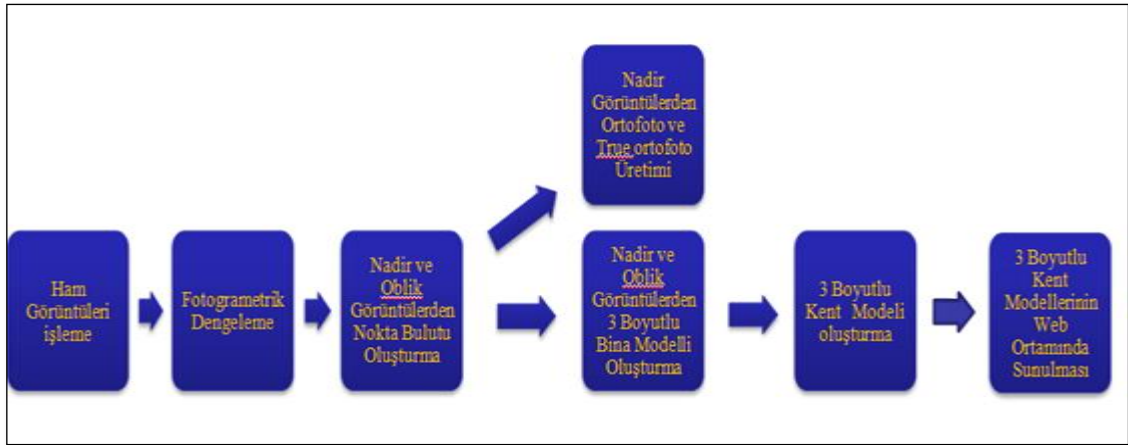 Ham
Görüntüleri
işleme
Fotogrametrik
Dengeleme
Nadir ve
Oblik
Görüntülerden
Nokta Bulutu
Oluşturma
Nadir
Görüntülerden
Ortofoto ve
True ortofoto
Üretimi
Nadir ve
Oblik
Görüntülerden
3 Boyutlu
Bina Modelli
Oluşturma
3 Boyutlu
Kent Modeli
oluşturma
3 Boyutlu
Kent
Modellerinin
Web
Ortamında
Sunulması